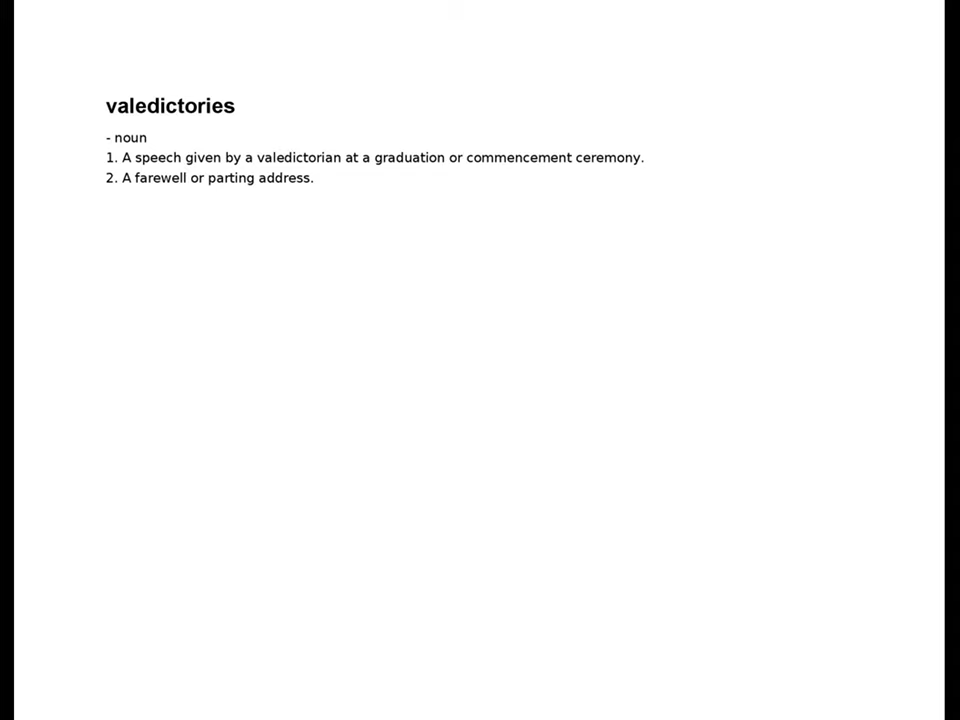 valedictories
- noun
1. A speech given by a valedictorian at a graduation or commencement ceremony.
2. A farewell or parting address.